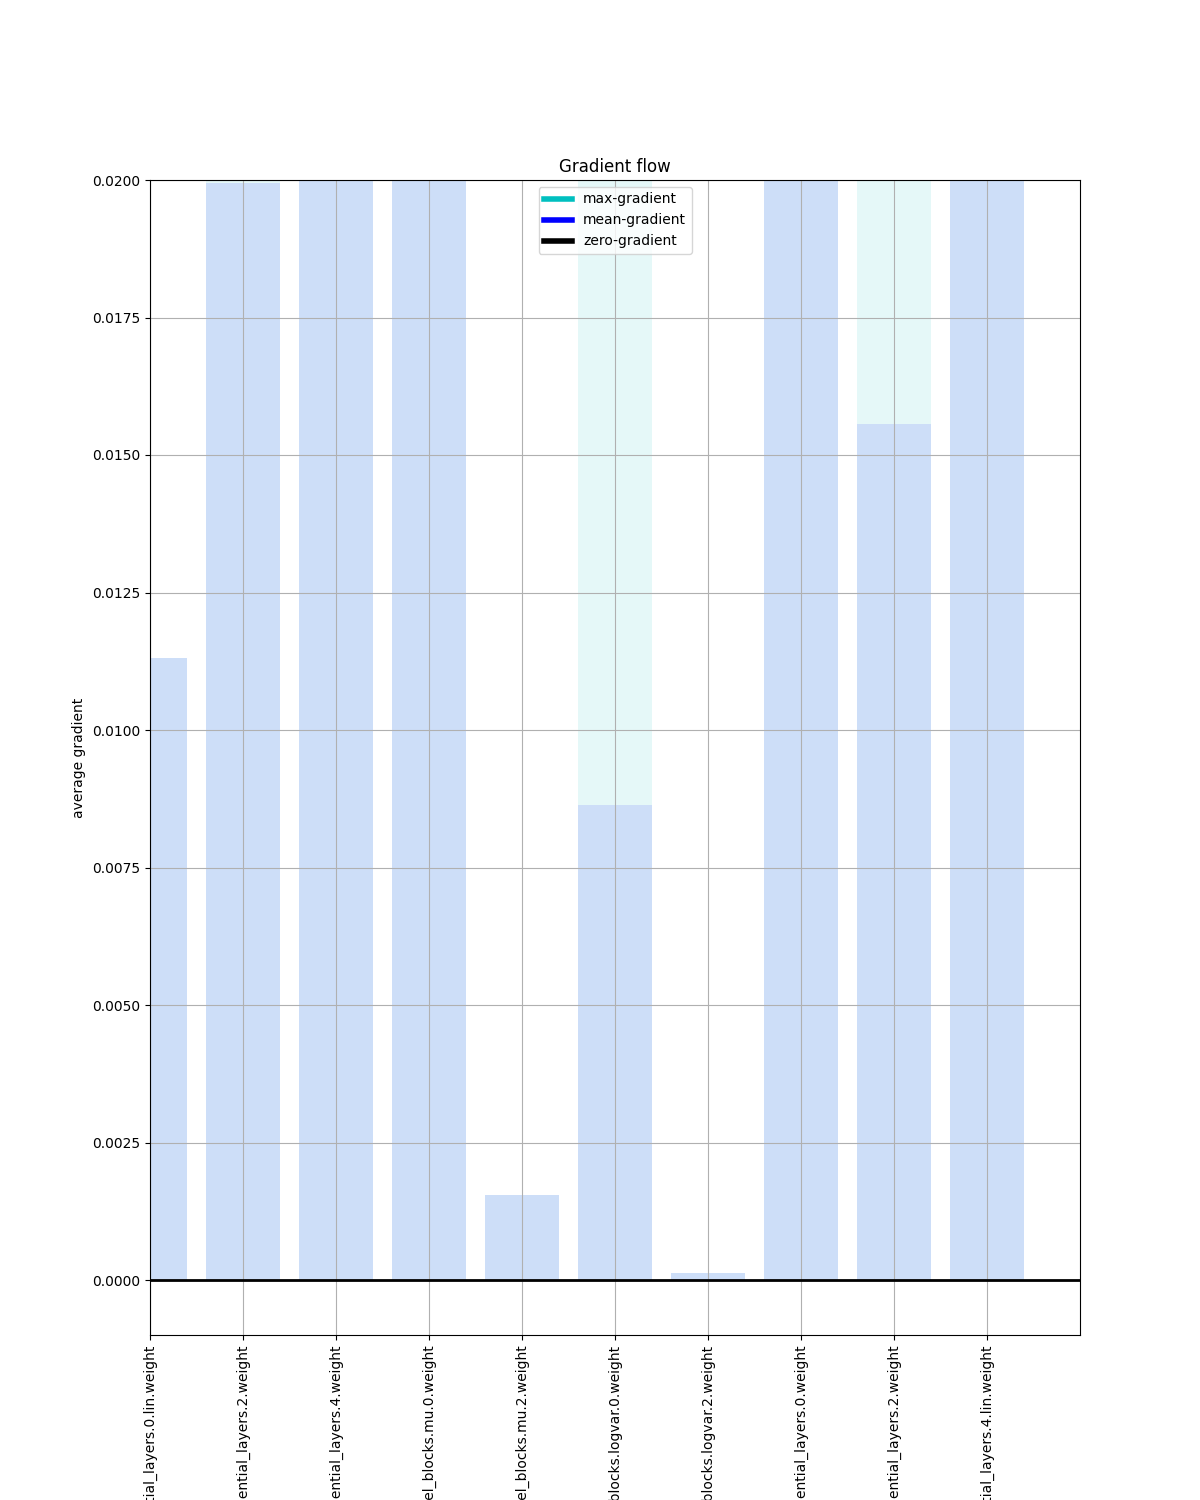 Gradient flow
max-gradient
mean-gradient
zero-gradient
0.0200
0.0175
0.0150
0.0125
0.0100
0.0075
0.0050
0.0025
0.0000
average gradient
tial_layers.0.lin.weight
ential_layers.2.weight
ential_layers.4.weight
el_blocks.mu.0.weight
el_blocks.mu.2.weight
blocks.logvar.0.weight
blocks.logvar.2.weight
ential_layers.0.weight
ential_layers.2.weight
tial_layers.4.lin.weight